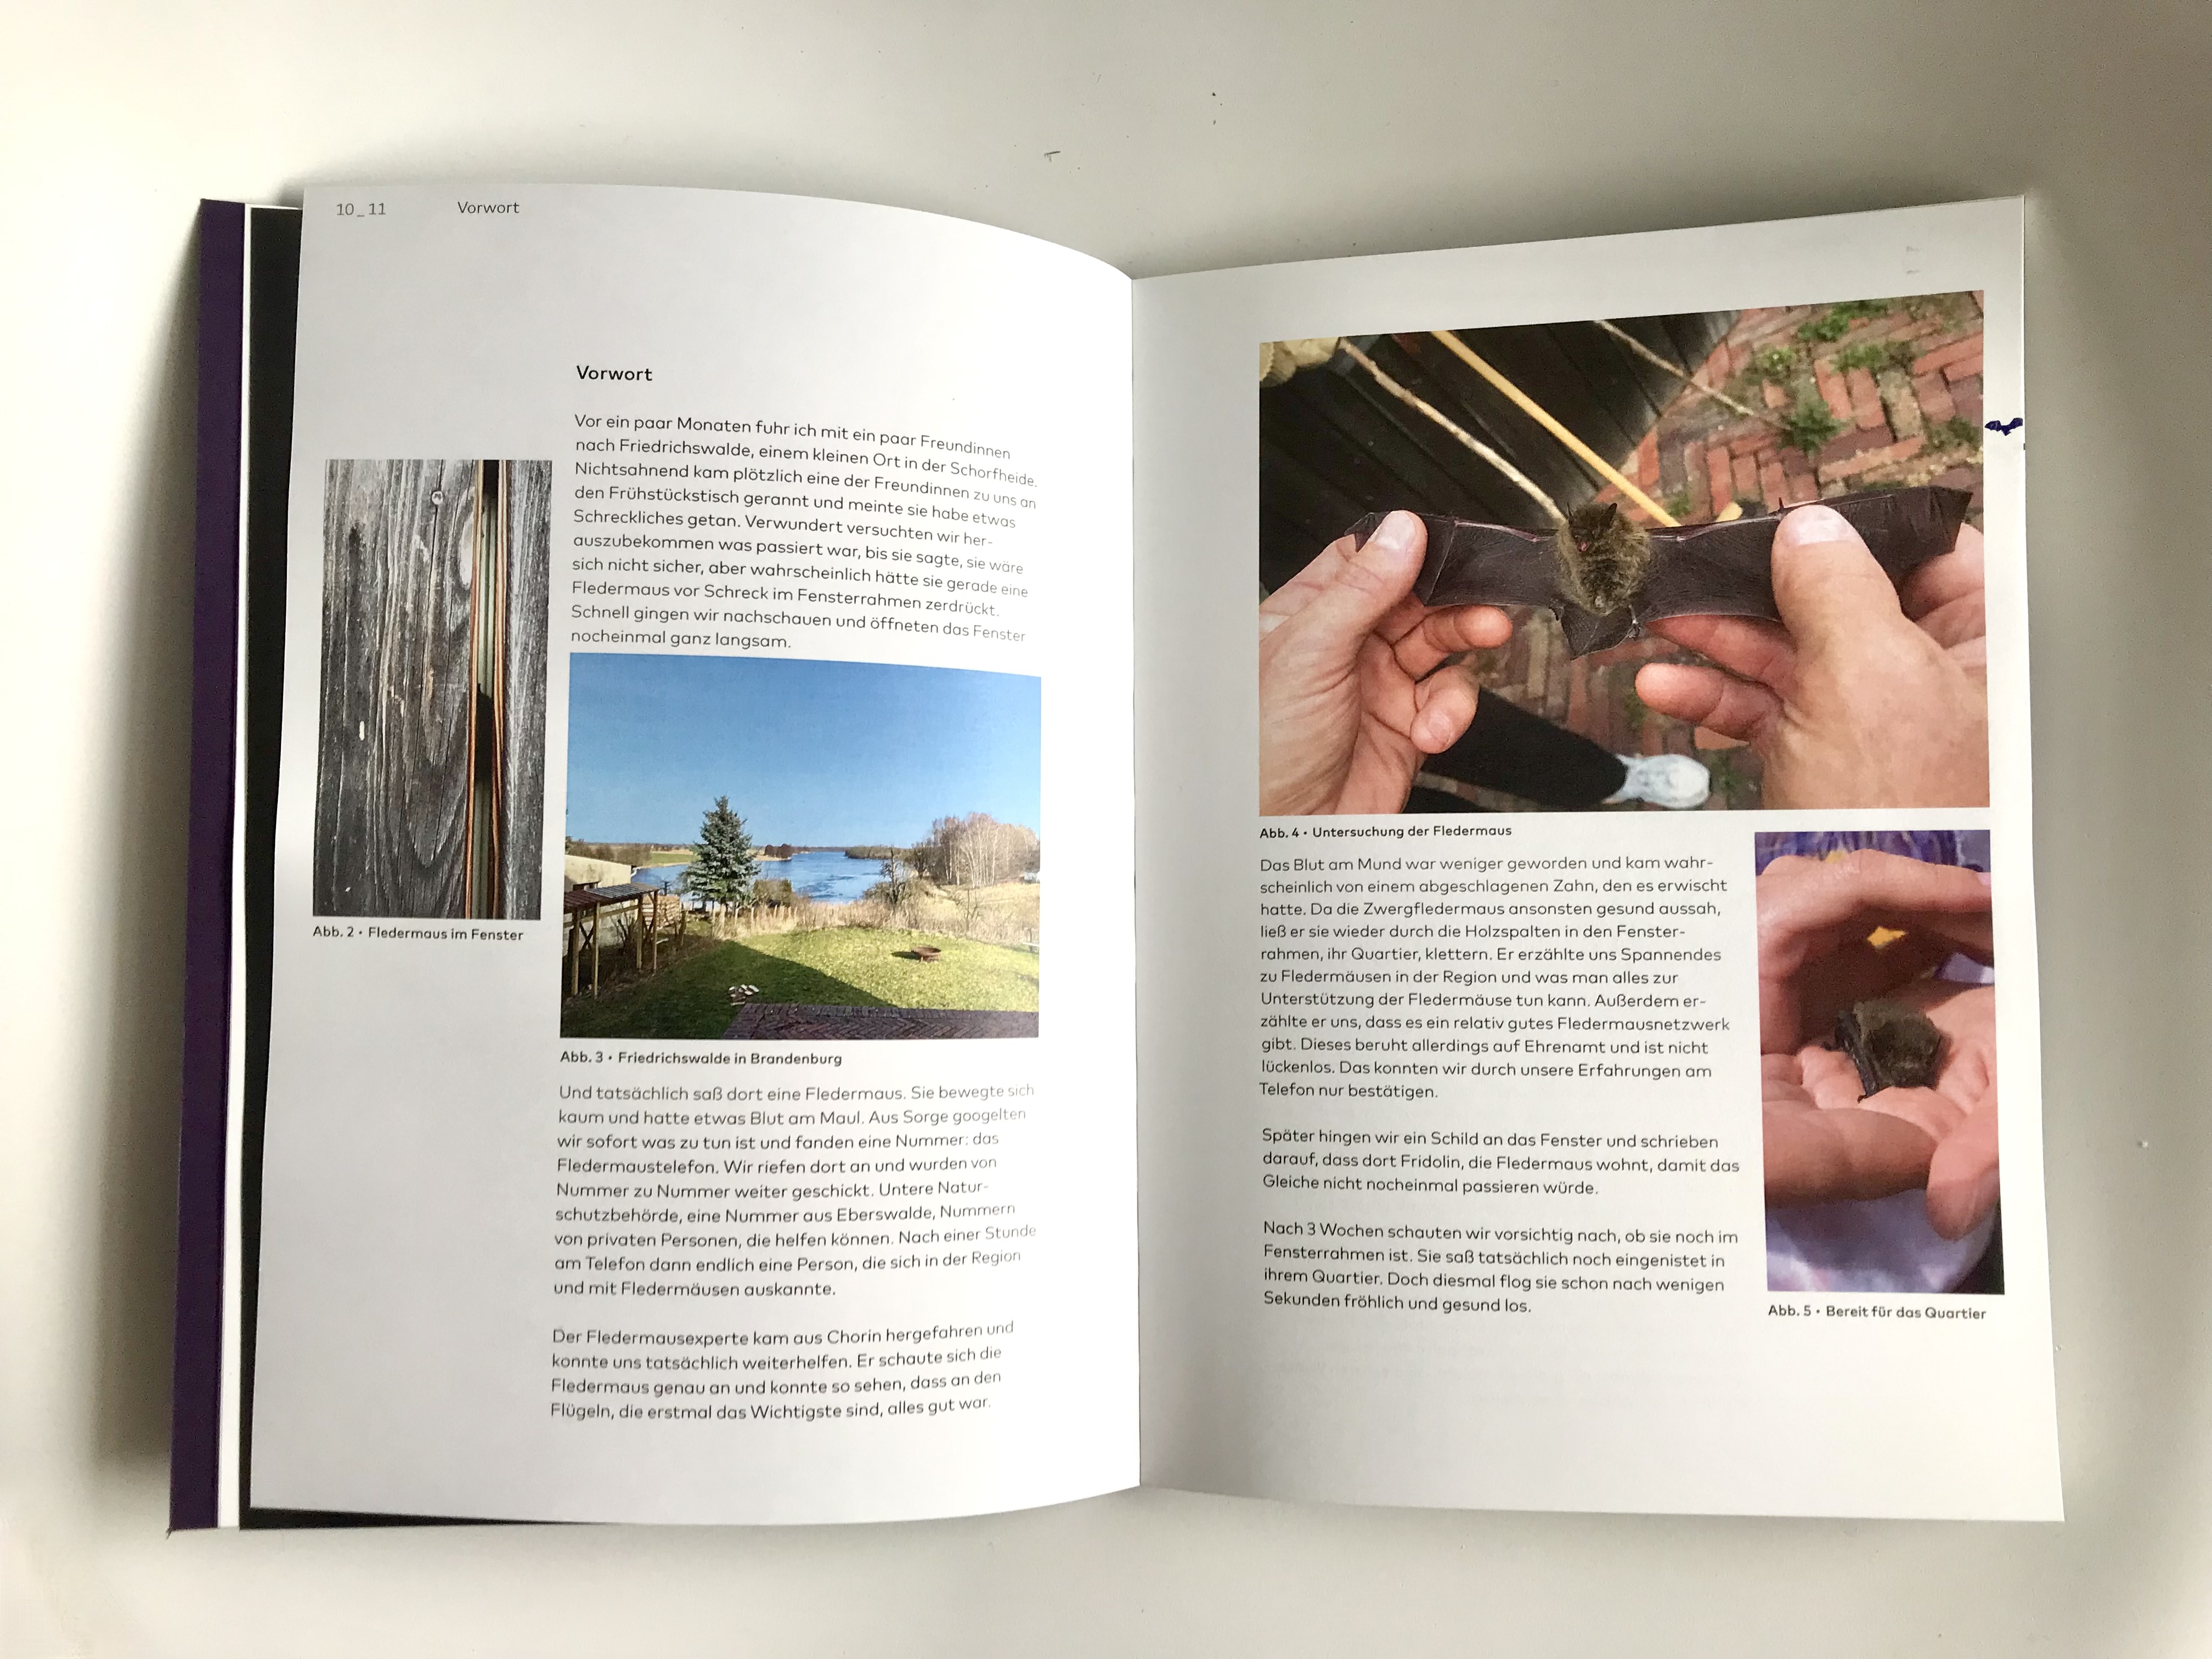 10_11 Vorwort
Vorwort
Vor ein paar Monaten fuhr ich mit ein paar Freundinnen
nach Friedrichswalde, einem kleinen Ort in der Schorfheide.
Nichtsahnend kam plötzlich eine der Freundinnen zu uns an
den Frühstückstisch gerannt und meinte sie habe etwas
Schreckliches getan. Verwundert versuchten wir her-
auszubekommen was passiert war, bis sie sagte, sie wäre
sich nicht sicher, aber wahrscheinlich hätte sie gerade eine
Fledermaus vor Schreck im Fensterrahmen zerdrückt.
Schnell gingen wir nachschauen und öffneten das Fenster
nocheinmal ganz langsam.
Abb. 2 • Fledermaus im Fenster
Abb. 3 • Friedrichswalde in Brandenburg
Und tatsächlich saß dort eine Fledermaus. Sie bewegte sich
kaum und hatte etwas Blut am Maul. Aus Sorge googelten
wir sofort was zu tun ist und fanden eine Nummer: das
Fledermaustelefon. Wir riefen dort an und wurden von
Nummer zu Nummer weiter geschickt. Untere Natur-
schutzbehörde, eine Nummer aus Eberswalde, Nummern
von privaten Personen, die helfen können. Nach einer Stunde
am Telefon dann endlich eine Person, die sich in der Region
und mit Fledermäusen auskannte.
Der Fledermausexperte kam aus Chorin hergefahren und
konnte uns tatsächlich weiterhelfen. Er schaute sich die
Fledermaus genau an und konnte so sehen, dass an den
Flügeln, die erstmal das Wichtigste sind, alles gut war.
Abb. 4 • Untersuchung der Fledermaus
Das Blut am Mund war weniger geworden und kam wahr-
scheinlich von einem abgeschlagenen Zahn, den es erwischt
hatte. Da die Zwergfledermaus ansonsten gesund aussah,
ließ er sie wieder durch die Holzspalten in den Fenster-
rahmen, ihr Quartier, klettern. Er erzählte uns Spannendes
zu Fledermäusen in der Region und was man alles zur
Unterstützung der Fledermäuse tun kann. Außerdem er-
zählte er uns, dass es ein relativ gutes Fledermausnetzwerk
gibt. Dieses beruht allerdings auf Ehrenamt und ist nicht
lückenlos. Das konnten wir durch unsere Erfahrungen am
Telefon nur bestätigen.
Später hingen wir ein Schild an das Fenster und schrieben
darauf, dass dort Fridolin, die Fledermaus wohnt, damit das
Gleiche nicht nocheinmal passieren würde.
Nach 3 Wochen schauten wir vorsichtig nach, ob sie noch im
Fensterrahmen ist. Sie saß tatsächlich noch eingenistet in
ihrem Quartier. Doch diesmal flog sie schon nach wenigen
Sekunden fröhlich und gesund los.
Abb. 5 • Bereit für das Quartier